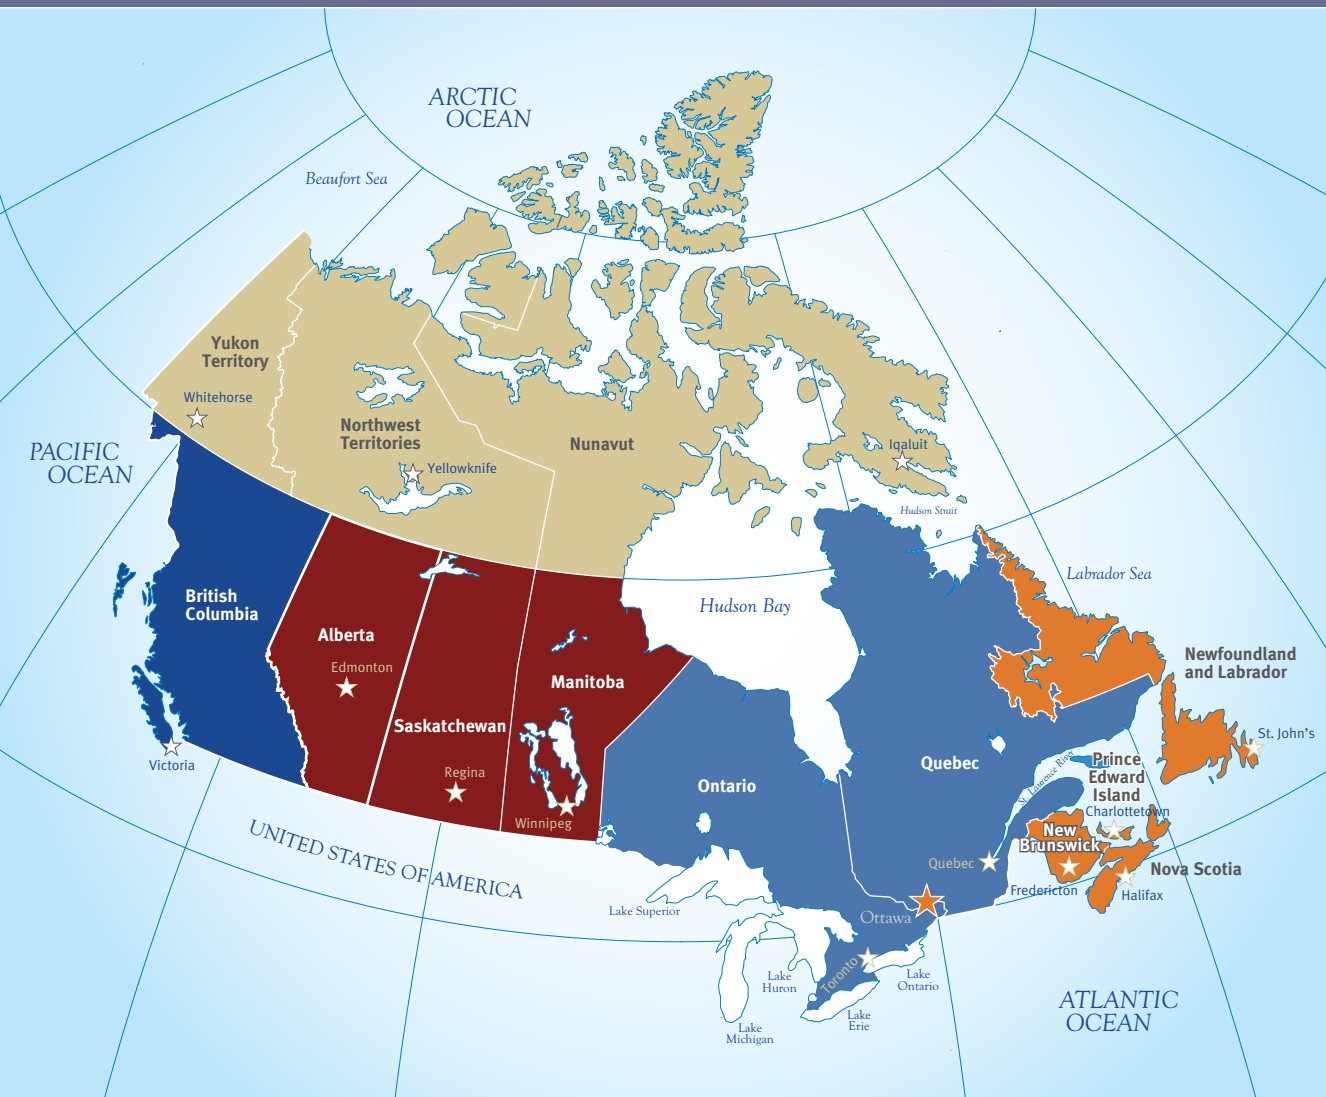 ARCTIC
OCEAN
Beaufort Sea
Yukon
Territory
Whitehorse
Northwest
Territories
Yellowknife
Nunavut
Iqaluit
PACIFIC
OCEAN
Hudson Strait
Labrador Sea
British
Columbia
Hudson Bay
Alberta
Edmonton
Manitoba
Newfoundland
and Labrador
Saskatchewan
St. John's
Victoria
Regina
Winnipeg
Ontario
Quebec
St. Laurence River
Prince
Edward
Island
Charlottetown
New
Brunswick
UNITED STATES OF AMERICA
Quebec
Nova Scotia
Fredericton
Halifax
Lake Superior
Ottawa
Toronto
Lake
Huron
Lake
Ontario
Lake
Erie
Lake
Michigan
ATLANTIC
OCEAN